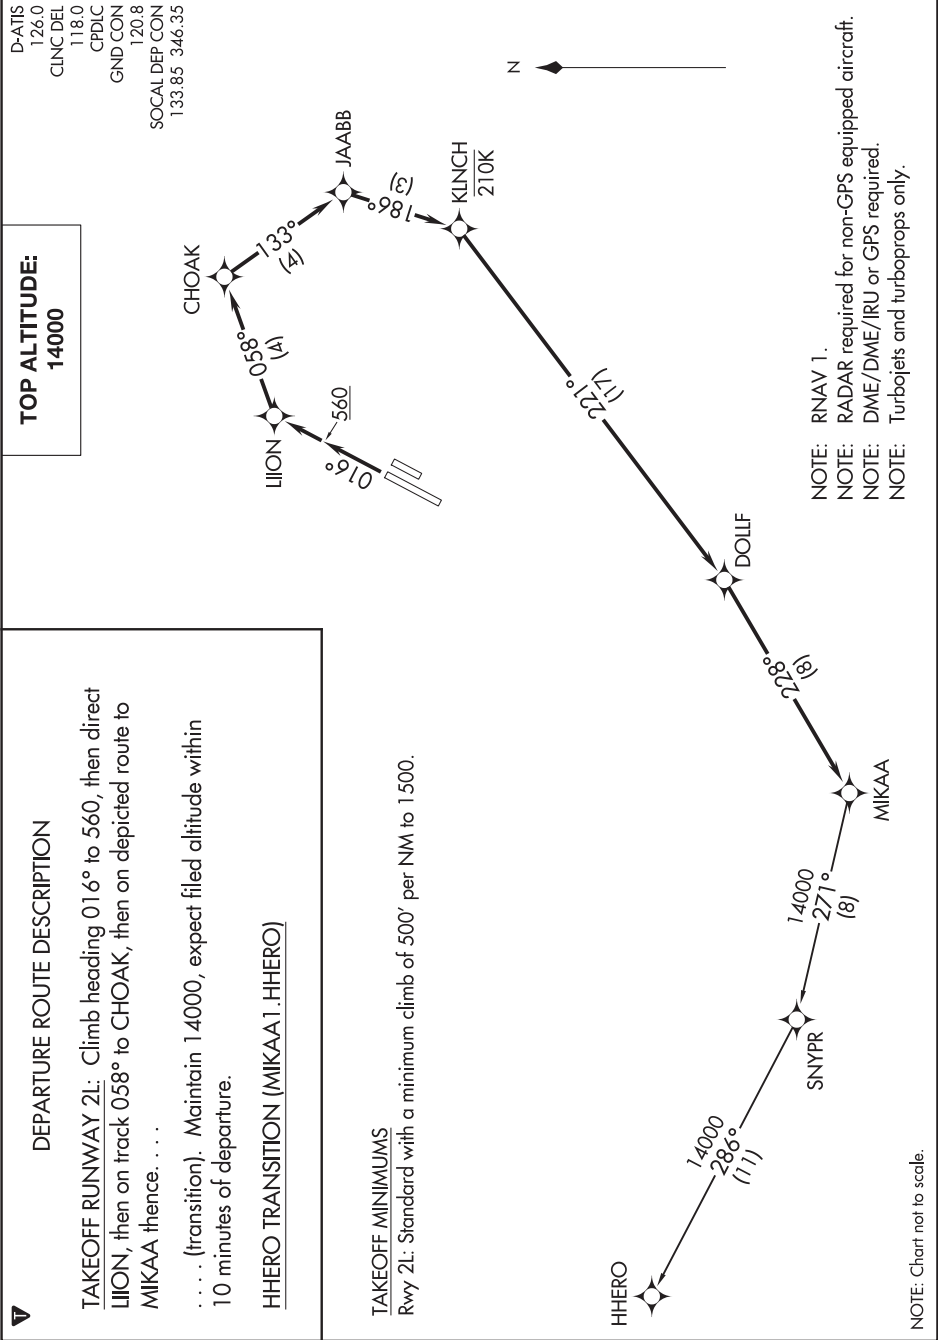 D-ATIS
126.0
CLNC DEL
118.0
CPDLC
GND CON
120.8
SOCAL DEP CON
133.85 346.35
TOP ALTITUDE:
14000
DEPARTURE ROUTE DESCRIPTION
TAKEOFF RUNWAY 2L: Climb heading 016° to 560, then direct
LIION, then on track 058° to CHOAK, then on depicted route to
MIKAA thence. . . .
. . . . (transition). Maintain 14000, expect filed altitude within
10 minutes of departure.
HHERO TRANSITION (MIKAA1.HHERO)
TAKEOFF MINIMUMS
Rwy 2L: Standard with a minimum climb of 500' per NM to 1500.
T
N
CHOAK
133°
(4)
JAABB
186°
(3)
KLNCH
210K
058°
(4)
LIION
560
016°
221°
(17)
DOLLF
228°
(8)
MIKAA
14000
271°
(8)
SNYPR
14000
286°
(11)
HHERO
NOTE: RNAV 1.
NOTE: RADAR required for non-GPS equipped aircraft.
NOTE: DME/DME/IRU or GPS required.
NOTE: Turbojets and turboprops only.
NOTE: Chart not to scale.